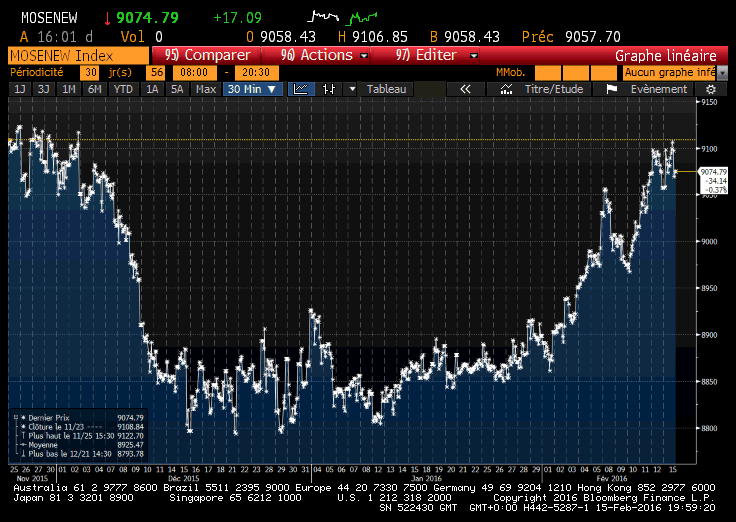 MOSENEW ↓ 9074.79 +17.09
A 16:01 d Vol 0 O 9058.43 H 9106.85 B 9058.43 Préc 9057.70
MOSENEW Index 95) Comparer 96) Actions 97) Editer Graphe linéaire
Périodicité 30 jr(s) 56 08:00 - 20:30 MMob. Aucun graphe infé
1J 3J 1M 6M YTD 1A 5A Max 30 Min ▼ Tableau « Titre/Etude Evènement
9150
9100
9074.79
-34.14
-0.37%
9050
9000
8950
8900
8850
8800
Dernier Prix 9074.79
Clôture le 11/23 ---- 9108.84
Plus haut le 11/25 15:30 9122.70
Moyenne 8925.47
Plus bas le 12/21 14:30 8793.78
25 26 27 30 01 02 03 04 07 08 09 10 11 14 15 16 17 18 21 22 23 24 25 28 29 30 31 04 05 06 07 08 12 13 14 15 18 19 20 21 22 25 26 27 28 29 01 02 03 04 05 08 09 10 11 12 15
Nov 2015 Déc 2015 Jan 2016 Fév 2016
Australia 61 2 9777 8600 Brazil 5511 2395 9000 Europe 44 20 7330 7500 Germany 49 69 9204 1210 Hong Kong 852 2977 6000
Japan 81 3 3201 8900 Singapore 65 6212 1000 U.S. 1 212 318 2000 Copyright 2016 Bloomberg Finance L.P.
SN 522430 GMT GMT+0:00 H442-5287-1 15-Feb-2016 19:59:20